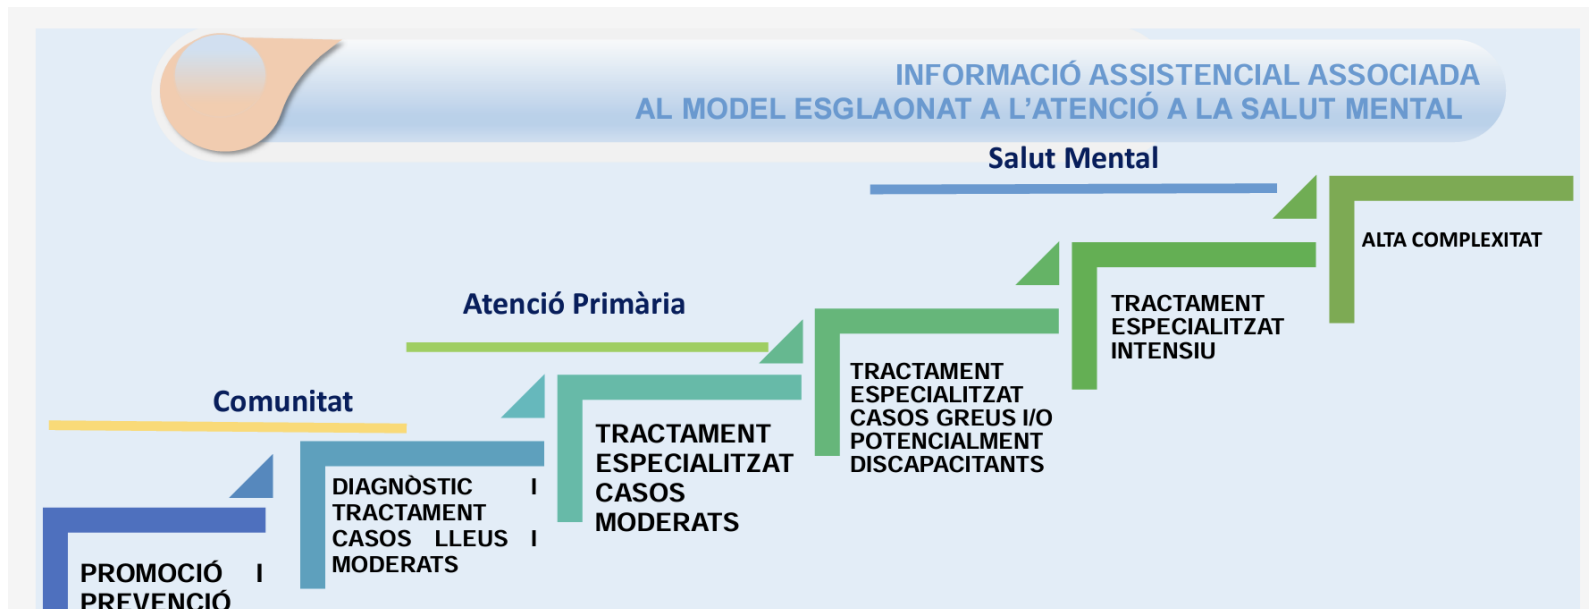 INFORMACIÓ ASSISTENCIAL ASSOCIADA
AL MODEL ESGLAONAT A L’ATENCIÓ A LA SALUT MENTAL
Salut Mental
ALTA COMPLEXITAT
TRACTAMENT
ESPECIALITZAT
INTENSIU
Atenció Primària
TRACTAMENT
ESPECIALITZAT
CASOS GREUS I/O
POTENCIALMENT
DISCAPACITANTS
Comunitat
TRACTAMENT
ESPECIALITZAT
CASOS
MODERATS
DIAGNÒSTIC I
TRACTAMENT
CASOS LLEUS I
MODERATS
PROMOCIÓ I
PREVENCIÓ